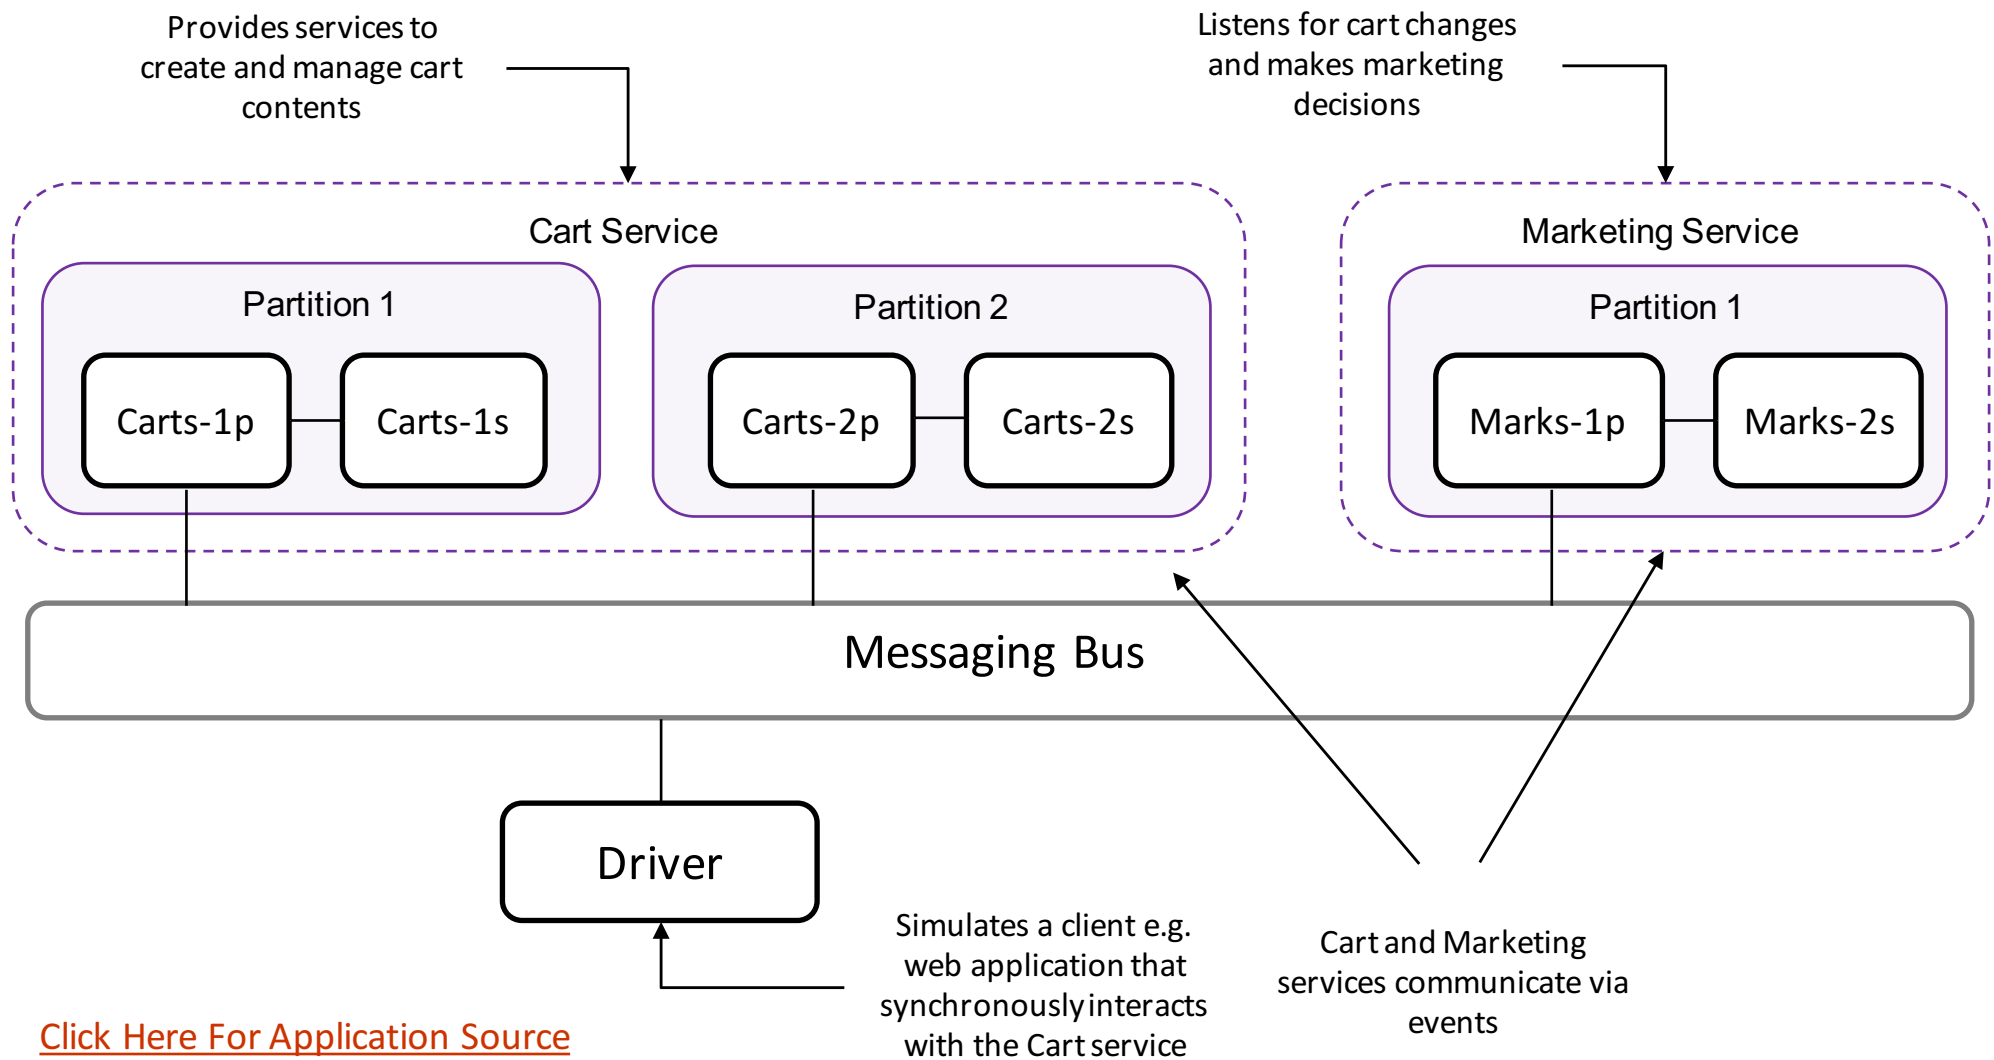 Provides services to
create and manage cart
contents
Listens for cart changes
and makes marketing
decisions
Cart Service
Marketing Service
Partition 1
Partition 2
Partition 1
Carts-1p
Carts-1s
Carts-2p
Carts-2s
Marks-1p
Marks-2s
Messaging Bus
Driver
Simulates a client e.g.
web application that
synchronously interacts
with the Cart service
Cart and Marketing
services communicate via
events
Click Here For Application Source